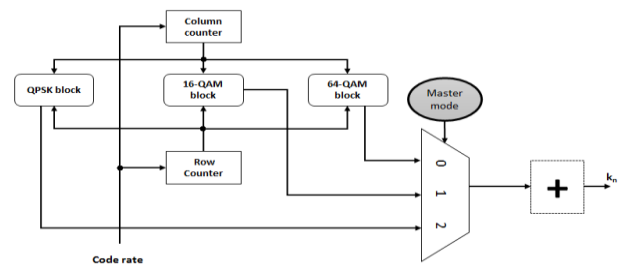 Column
counter
QPSK block
16-QAM
block
64-QAM
block
Master
mode
Row
Counter
0
1
2
+
kn
Code rate